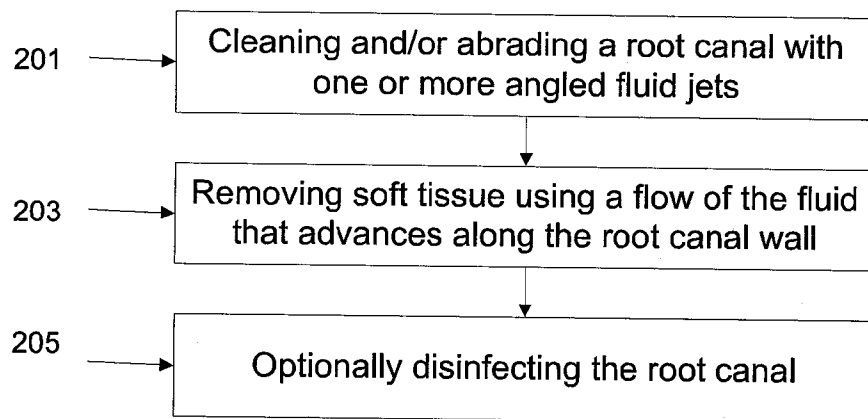 201
Cleaning and/or abrading a root canal with
one or more angled fluid jets
203
Removing soft tissue using a flow of the fluid
that advances along the root canal wall
205
Optionally disinfecting the root canal